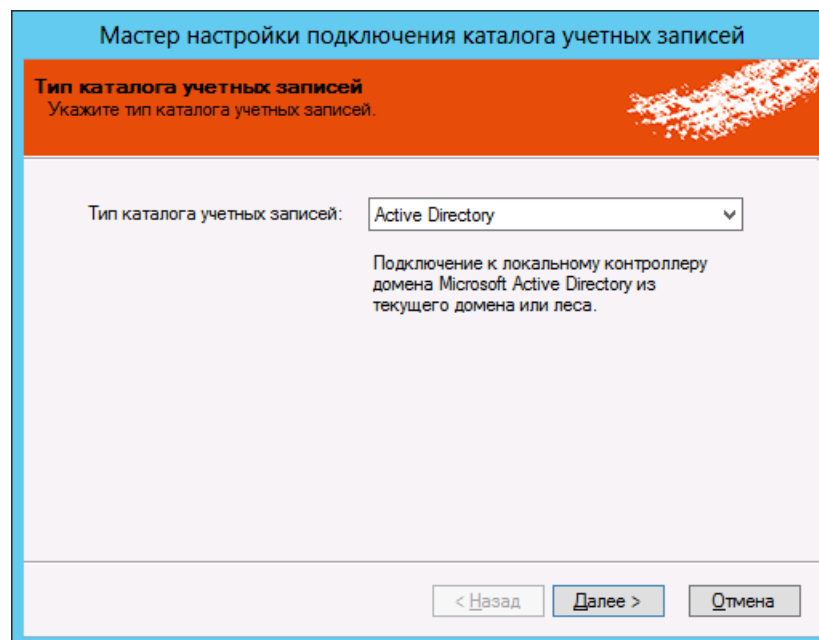 Мастер настройки подключения каталога учетных записей
Тип каталога учетных записей
Укажите тип каталога учетных записей.
Тип каталога учетных записей:
Active Directory
Подключение к локальному контроллеру
домена Microsoft Active Directory из
текущего домена или леса.
< Назад
Далее >
Отмена